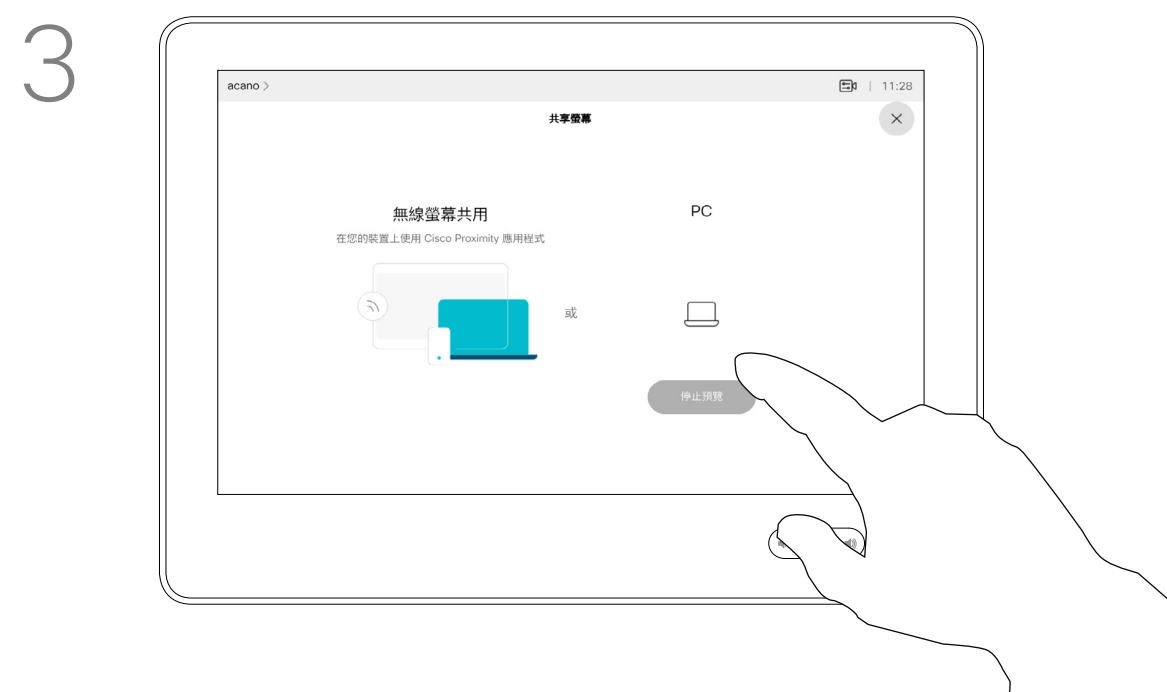 3
acano >
| 11:28
共享螢幕
無線螢幕共用
在您的裝置上使用 Cisco Proximity 應用程式
或
PC
停止預覽